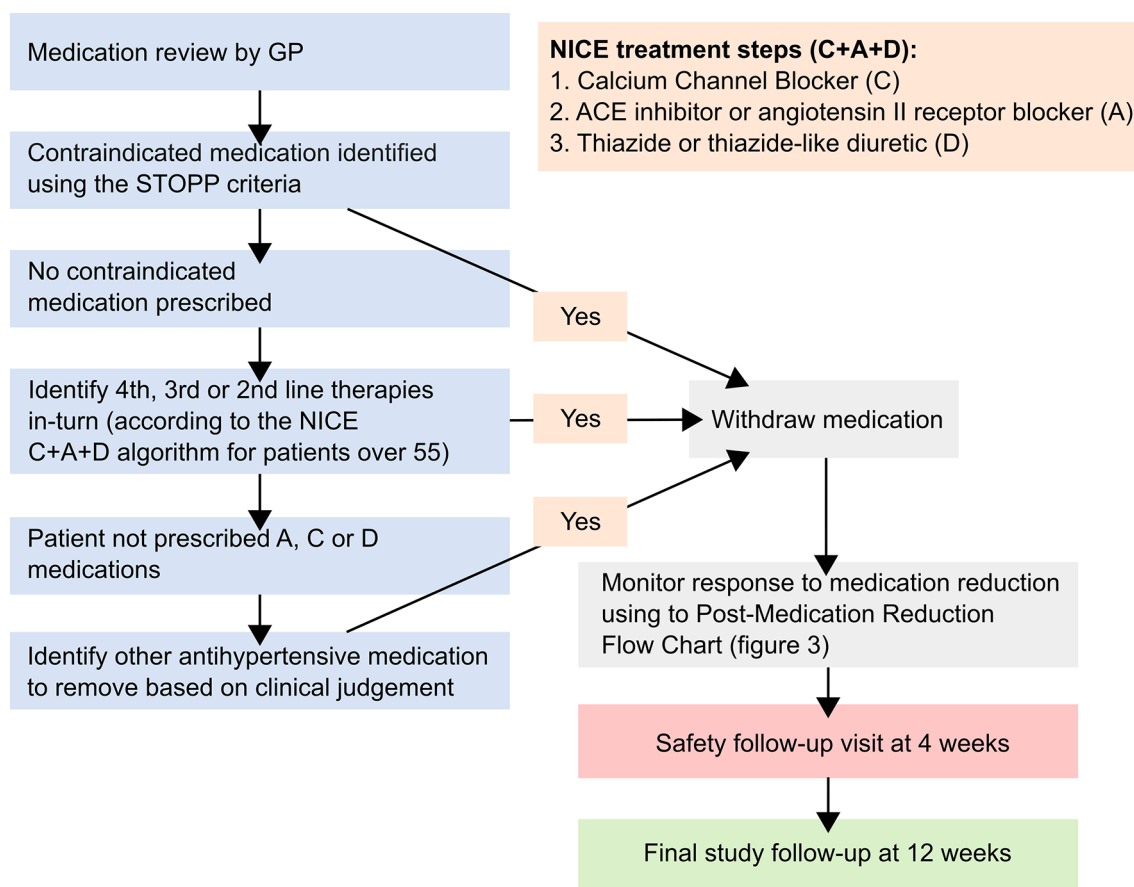 Medication review by GP
Contraindicated medication identified
using the STOPP criteria
No contraindicated
medication prescribed
Identify 4th, 3rd or 2nd line therapies
in-turn (according to the NICE
C+A+D algorithm for patients over 55)
Patient not prescribed A, C or D
medications
Identify other antihypertensive medication
to remove based on clinical judgement
NICE treatment steps (C+A+D):
1. Calcium Channel Blocker (C)
2. ACE inhibitor or angiotensin II receptor blocker (A)
3. Thiazide or thiazide-like diuretic (D)
Yes
Yes
Yes
Withdraw medication
Monitor response to medication reduction
using to Post-Medication Reduction
Flow Chart (figure 3)
Safety follow-up visit at 4 weeks
Final study follow-up at 12 weeks